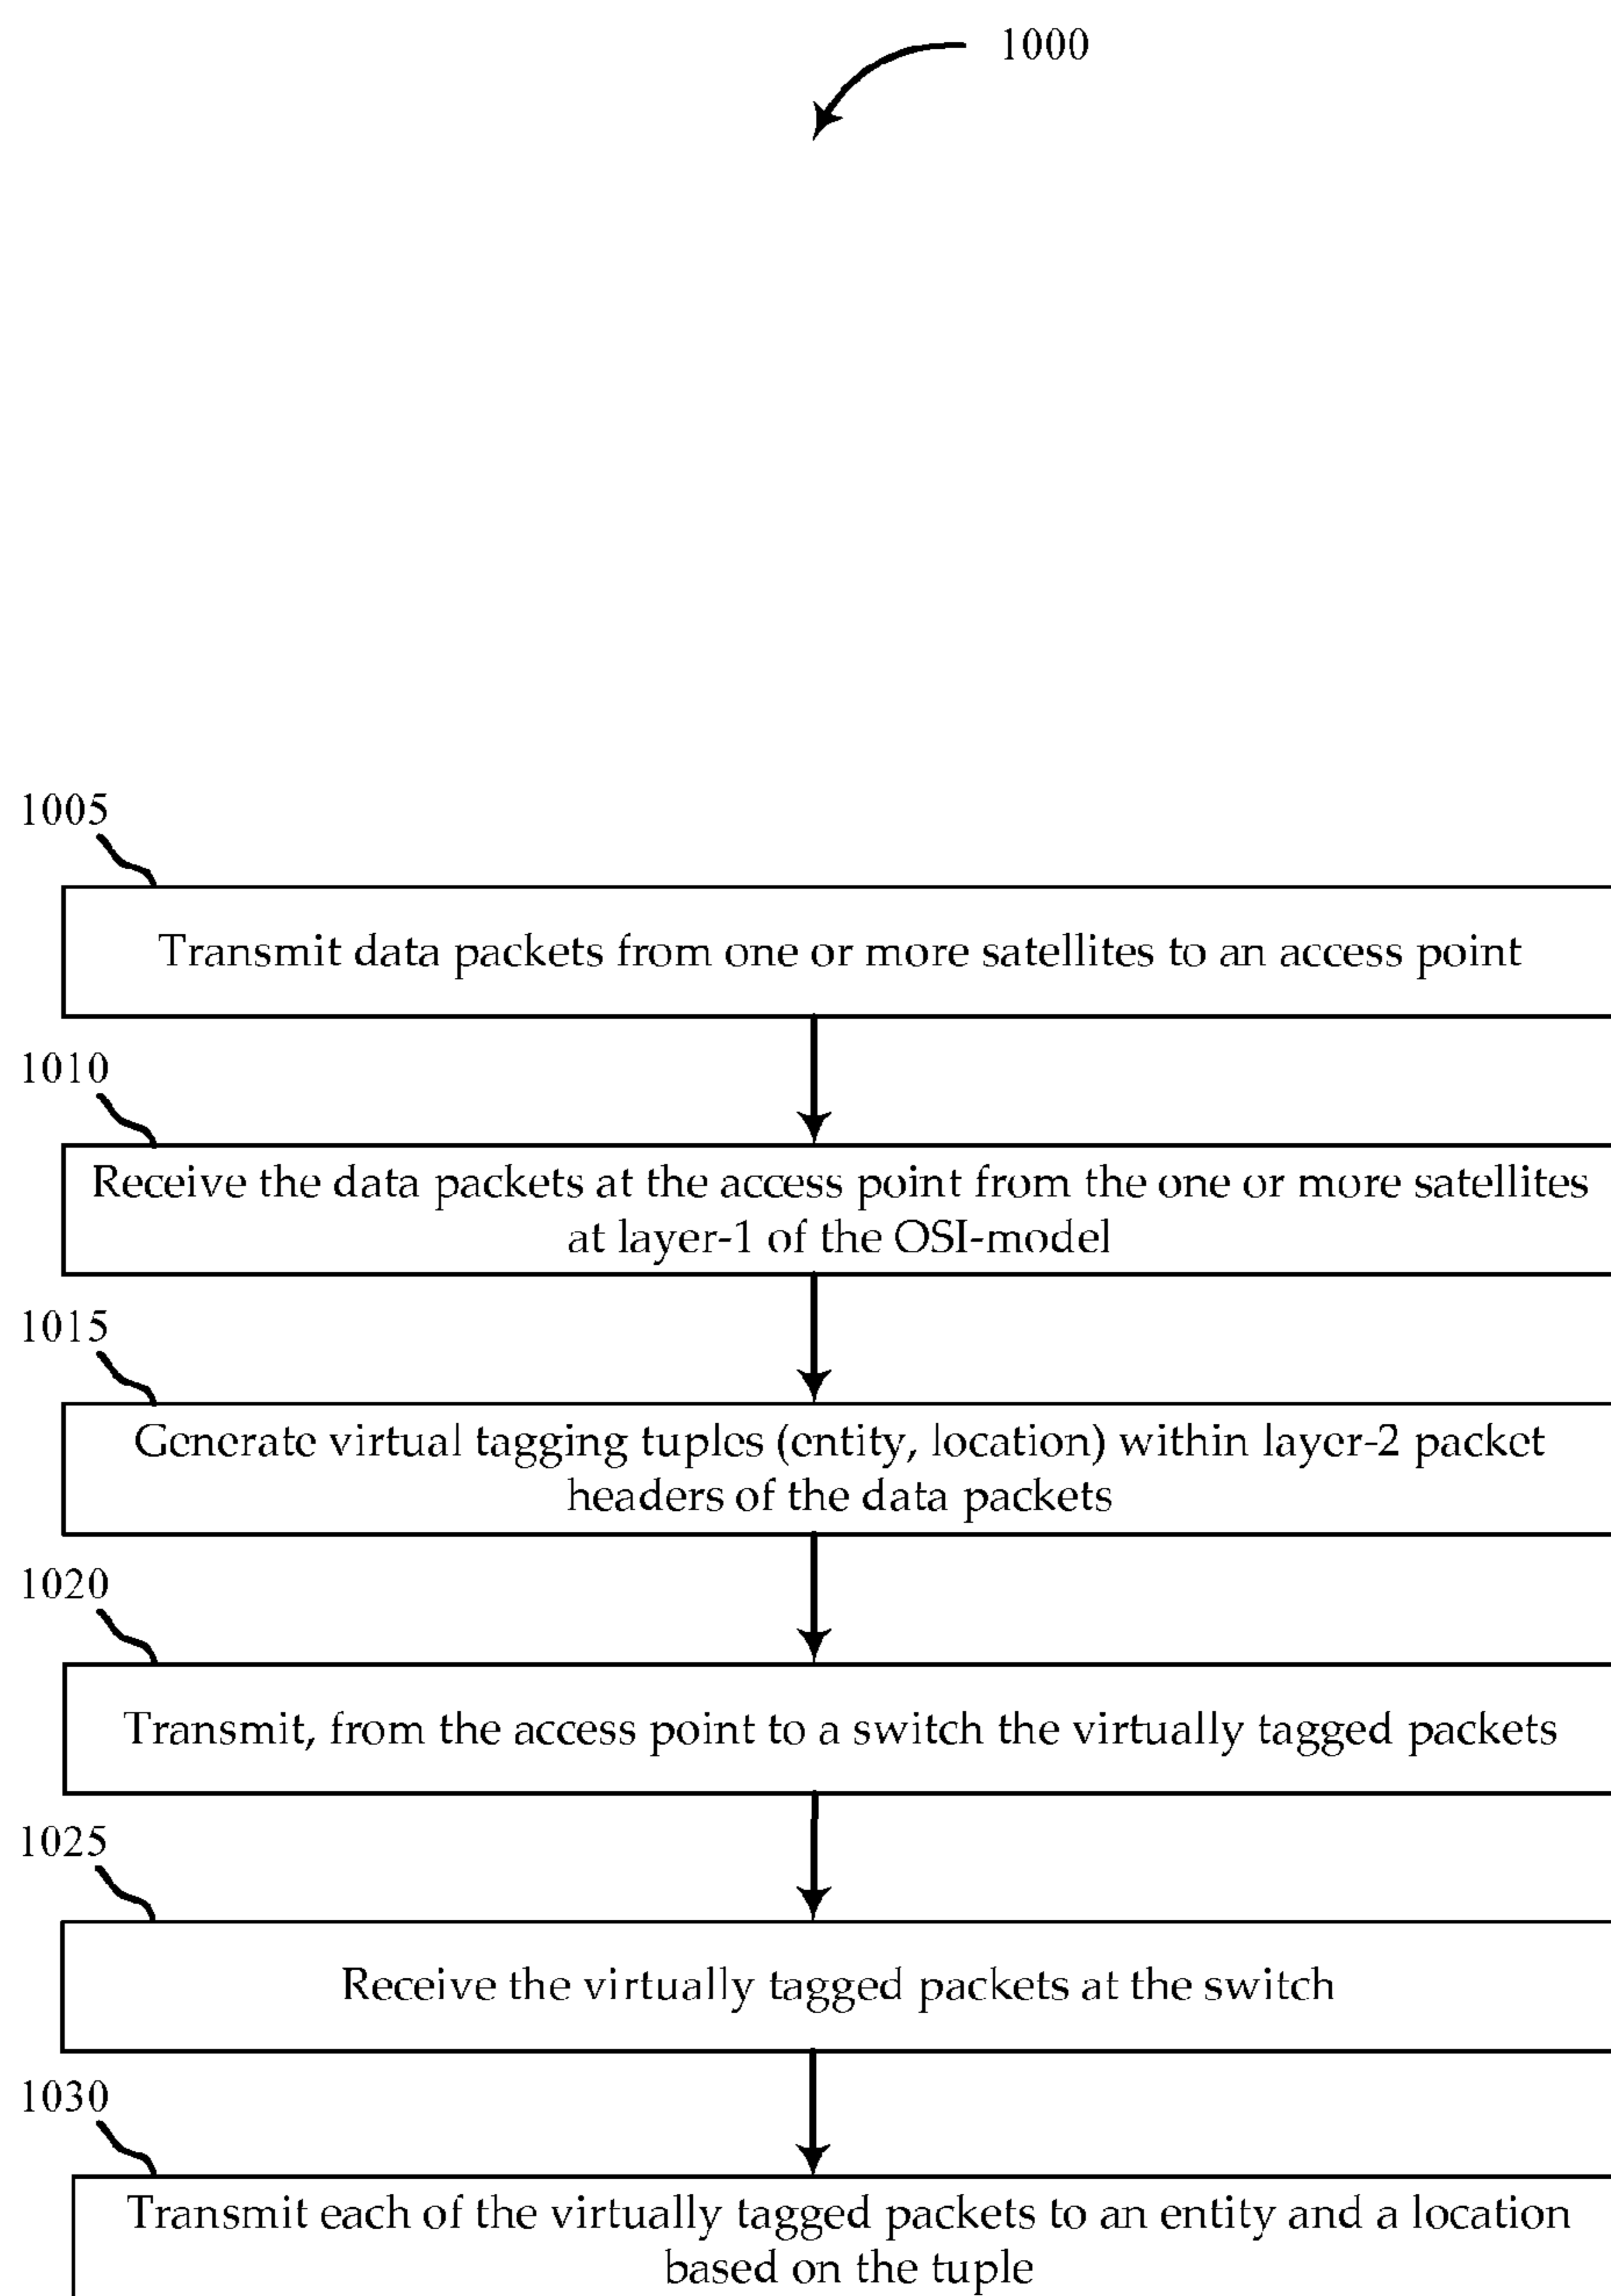 1000
1005
Transmit data packets from one or more satellites to an access point
1010
Receive the data packets at the access point from the one or more satellites
at layer-1 of the OSI-model
1015
Generate virtual tagging tuples (entity, location) within layer-2 packet
headers of the data packets
1020
Transmit, from the access point to a switch the virtually tagged packets
1025
Receive the virtually tagged packets at the switch
1030
Transmit each of the virtually tagged packets to an entity and a location
based on the tuple